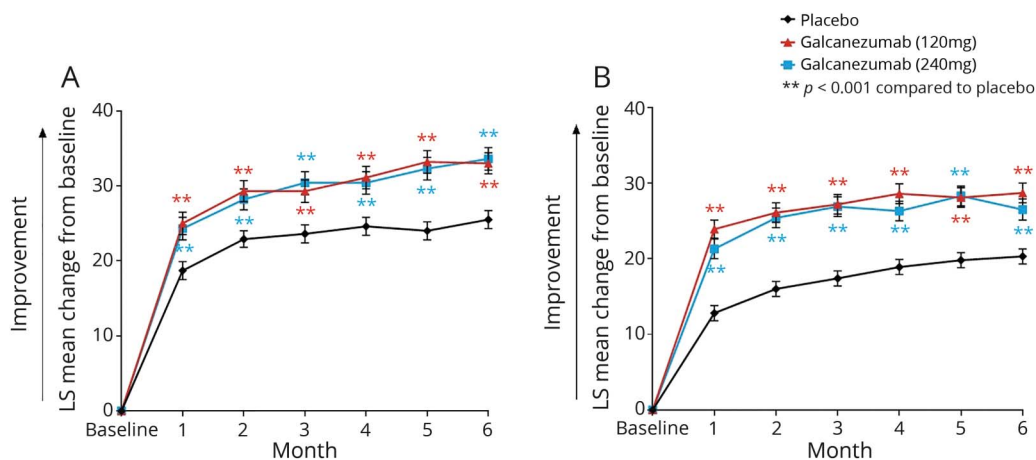 Placebo
Galcanezumab (120mg)
Galcanezumab (240mg)
** p < 0.001 compared to placebo
A
Improvement
LS mean change from baseline
40
30
20
10
0
** ** ** ** ** **
** ** ** ** ** **
Baseline 1 2 3 4 5 6
Month
B
Improvement
LS mean change from baseline
40
30
20
10
0
** ** ** ** ** **
** ** ** ** ** **
Baseline 1 2 3 4 5 6
Month